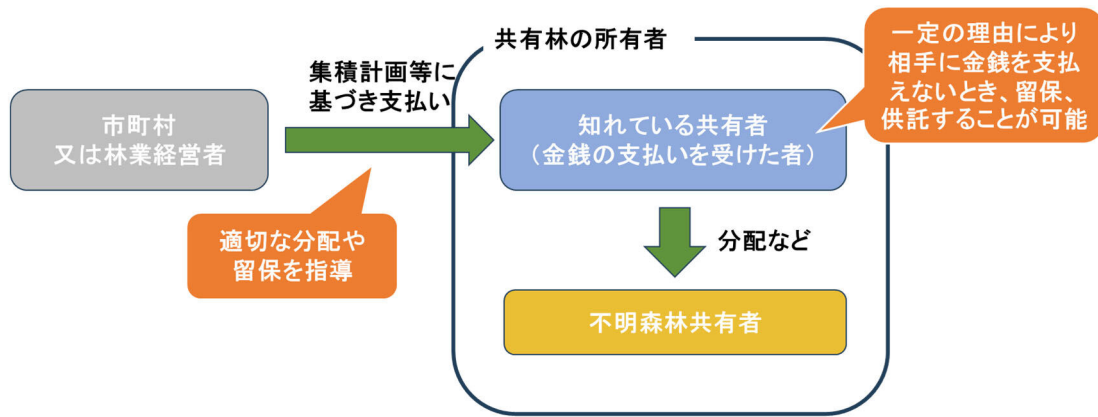 共有林の所有者
一定の理由により
相手に金銭を支払
えないとき、留保、
供託することが可能
集積計画等に
基づき支払い
市町村
又は林業経営者
知れている共有者
（金銭の支払いを受けた者）
適切な分配や
留保を指導
分配など
不明森林共有者